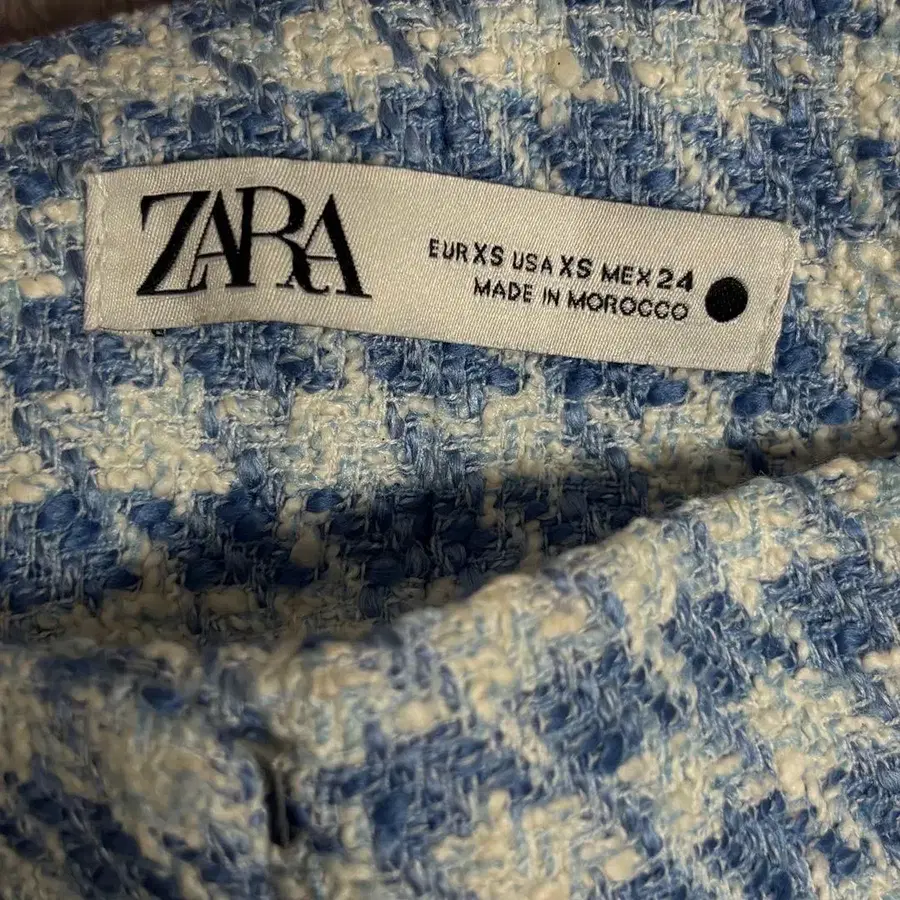 ZARA
EUR XS USA XS MEX 24
MADE IN MOROCCO